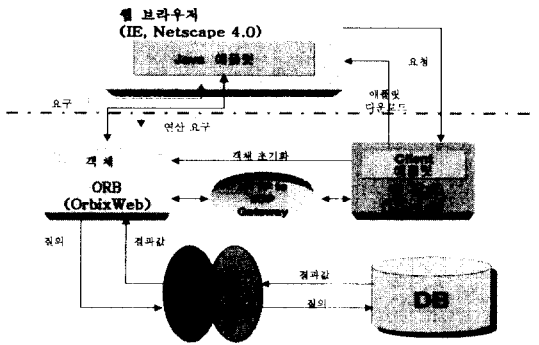 웹 브라우저
(IE, Netscape 4.0)
Java 애플릿
요청
애플릿
다운로드
요구
연산 요구
객체
객체 초기화
Client
애플릿
ORB
(OrbixWeb)
Gateway
질의
결과값
결과값
질의
DB